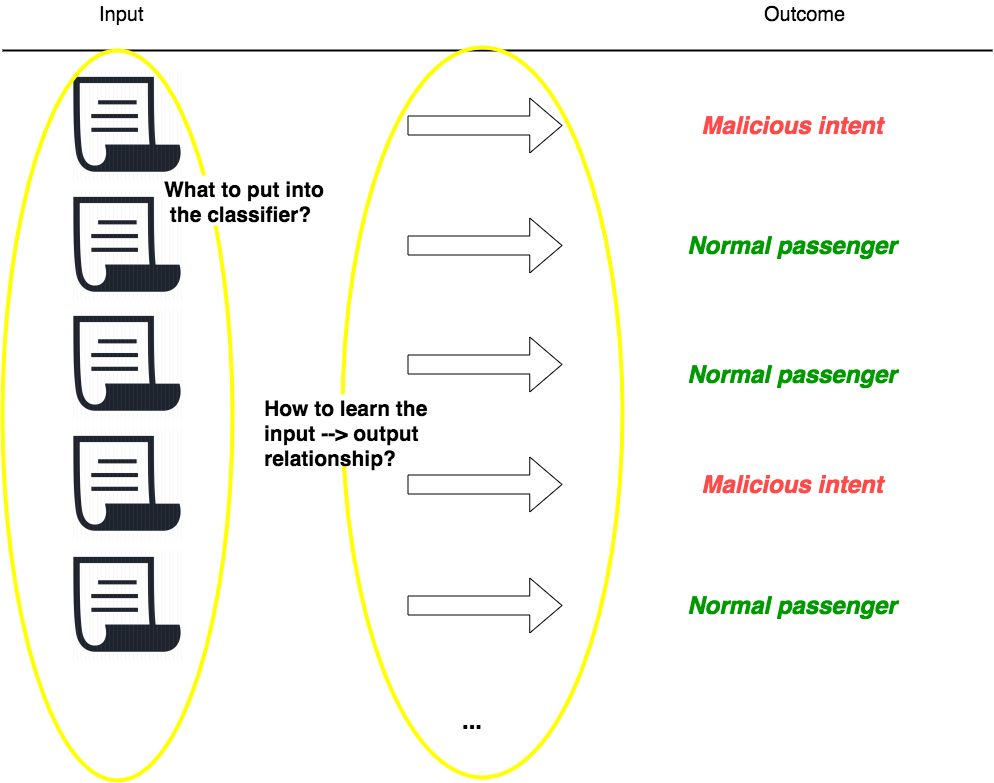 Input
Outcome
Malicious intent
What to put into
the classifier?
Normal passenger
Normal passenger
How to learn the
input --> output
relationship?
Malicious intent
Normal passenger
...